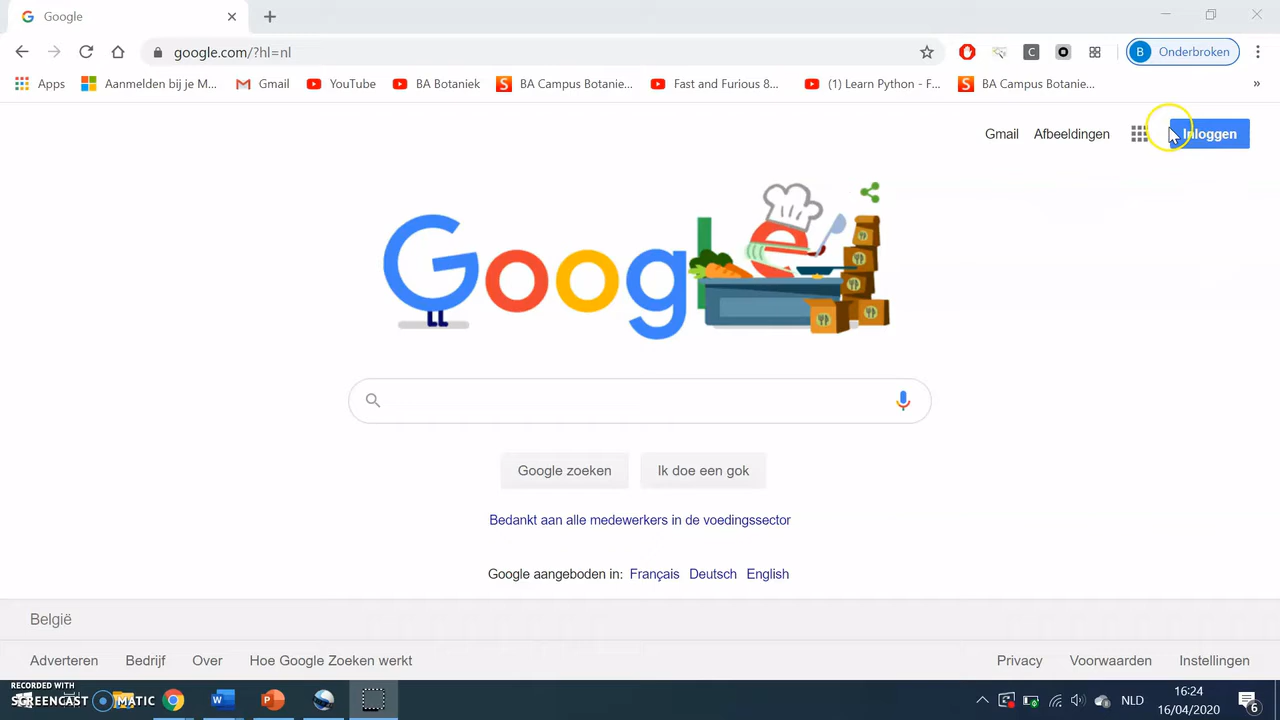 Google
google.com/?hl=nl
B Onderbroken
Apps Aanmelden bij je M... Gmail YouTube BA Botaniek BA Campus Botanie... Fast and Furious 8... (1) Learn Python - F... BA Campus Botanie... »
Gmail Afbeeldingen Inloggen
Google
Google zoeken Ik doe een gok
Bedankt aan alle medewerkers in de voedingssector
Google aangeboden in: Français Deutsch English
België
Adverteren Bedrijf Over Hoe Google Zoeken werkt Privacy Voorwaarden Instellingen
RECORDED WITH
SCREENCAST MATIC
NLD
16:24
16/04/2020
6